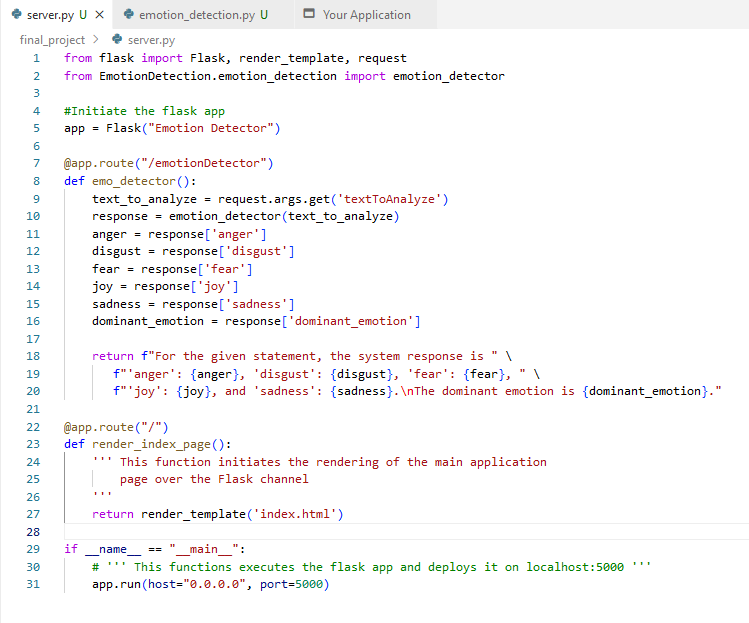 server.py U ×
emotion_detection.py U
Your Application
final_project > server.py
1 from flask import Flask, render_template, request
2 from EmotionDetection.emotion_detection import emotion_detector
3
4 #Initiate the flask app
5 app = Flask("Emotion Detector")
6
7 @app.route("/emotionDetector")
8 def emo_detector():
9     text_to_analyze = request.args.get('textToAnalyze')
10     response = emotion_detector(text_to_analyze)
11     anger = response['anger']
12     disgust = response['disgust']
13     fear = response['fear']
14     joy = response['joy']
15     sadness = response['sadness']
16     dominant_emotion = response['dominant_emotion']
17
18     return f"For the given statement, the system response is " \
19        f"'anger': {anger}, 'disgust': {disgust}, 'fear': {fear}, " \
20        f"'joy': {joy}, and 'sadness': {sadness}.\nThe dominant emotion is {dominant_emotion}."
21
22 @app.route("/")
23 def render_index_page():
24     ''' This function initiates the rendering of the main application
25         page over the Flask channel
26     '''
27     return render_template('index.html')
28
29 if __name__ == "__main__":
30     # ''' This functions executes the flask app and deploys it on localhost:5000 '''
31     app.run(host="0.0.0.0", port=5000)